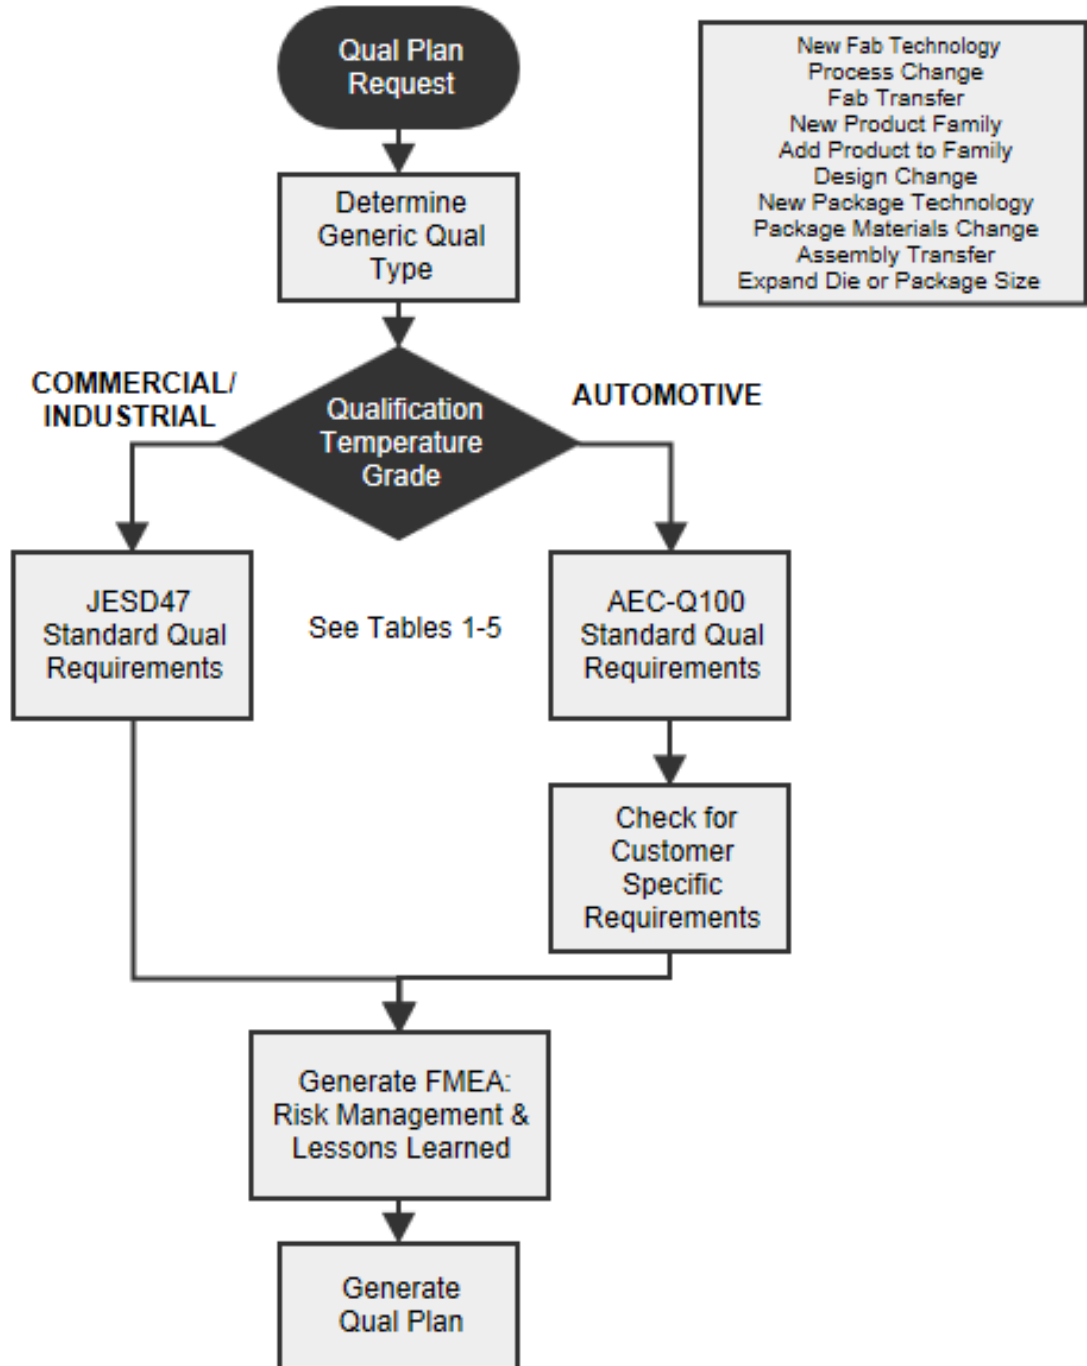 Qual Plan
Request
New Fab Technology
Process Change
Fab Transfer
New Product Family
Add Product to Family
Design Change
New Package Technology
Package Materials Change
Assembly Transfer
Expand Die or Package Size
Determine
Generic Qual
Type
COMMERCIAL/
INDUSTRIAL
Qualification
Temperature
Grade
AUTOMOTIVE
JESD47
Standard Qual
Requirements
See Tables 1-5
AEC-Q100
Standard Qual
Requirements
Check for
Customer
Specific
Requirements
Generate FMEA:
Risk Management &
Lessons Learned
Generate
Qual Plan